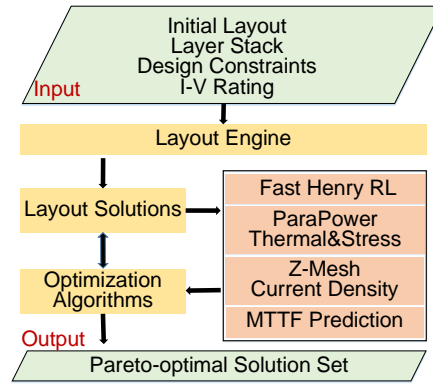 Initial Layout
Layer Stack
Design Constraints
I-V Rating
Input
Layout Engine
Layout Solutions
Fast Henry RL
ParaPower
Thermal&Stress
Z-Mesh
Current Density
MTTF Prediction
Optimization
Algorithms
Output
Pareto-optimal Solution Set